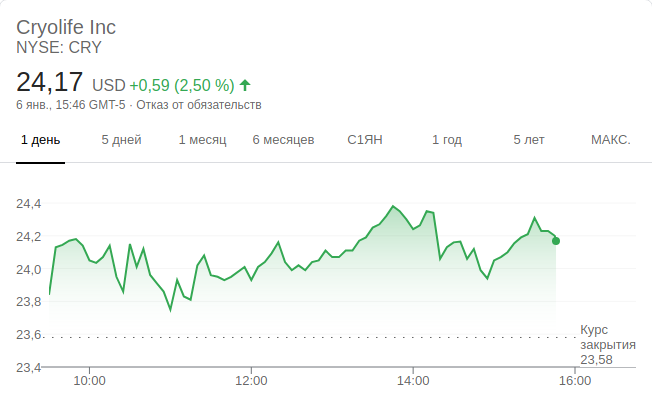 Cryolife Inc
NYSE: CRY
24,17 USD +0,59 (2,50 %)
6 янв., 15:46 GMT-5 · Отказ от обязательств
1 день 5 дней 1 месяц 6 месяцев С1ЯН 1 год 5 лет МАКС.
24,4
24,2
24,0
23,8
23,6
23,4
Курс
закрытия
23,58
10:00 12:00 14:00 16:00